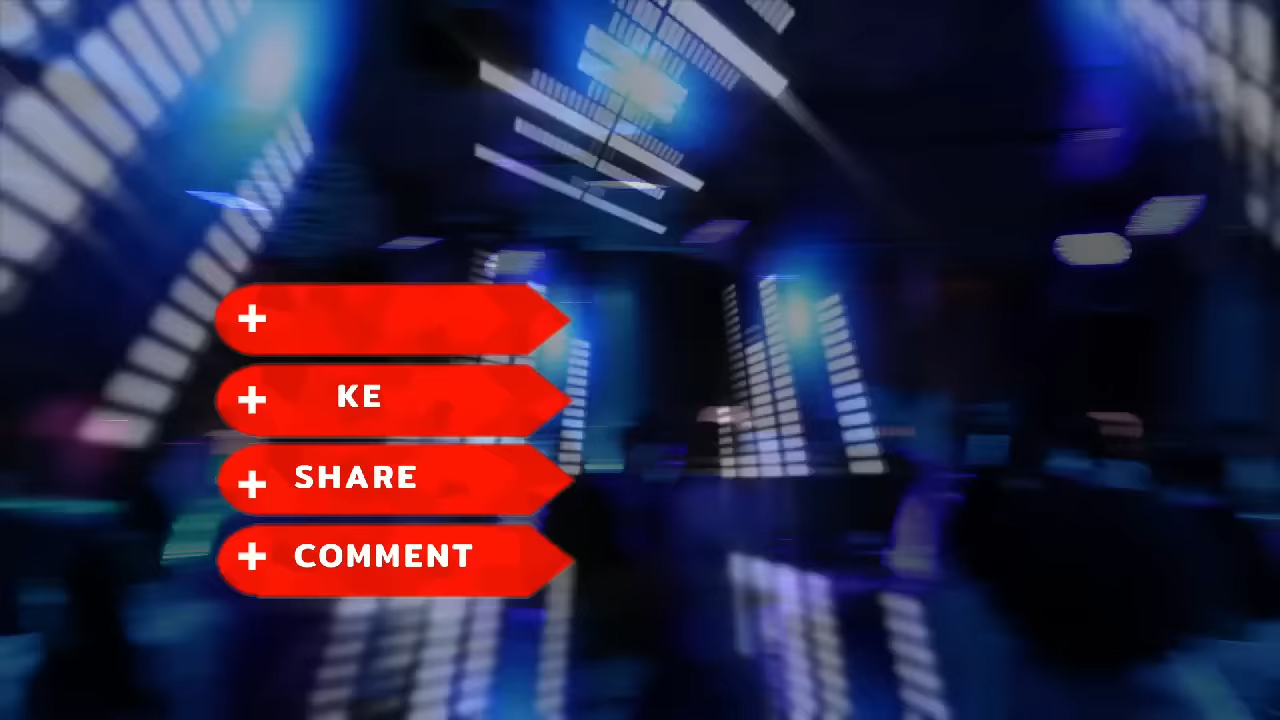 +
+ KE
+ SHARE
+ COMMENT